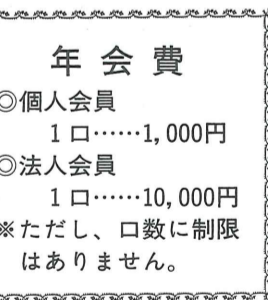 年会費
◎個人会員
1口……1,000円
◎法人会員
1口……10,000円
※ただし、口数に制限
はありません。